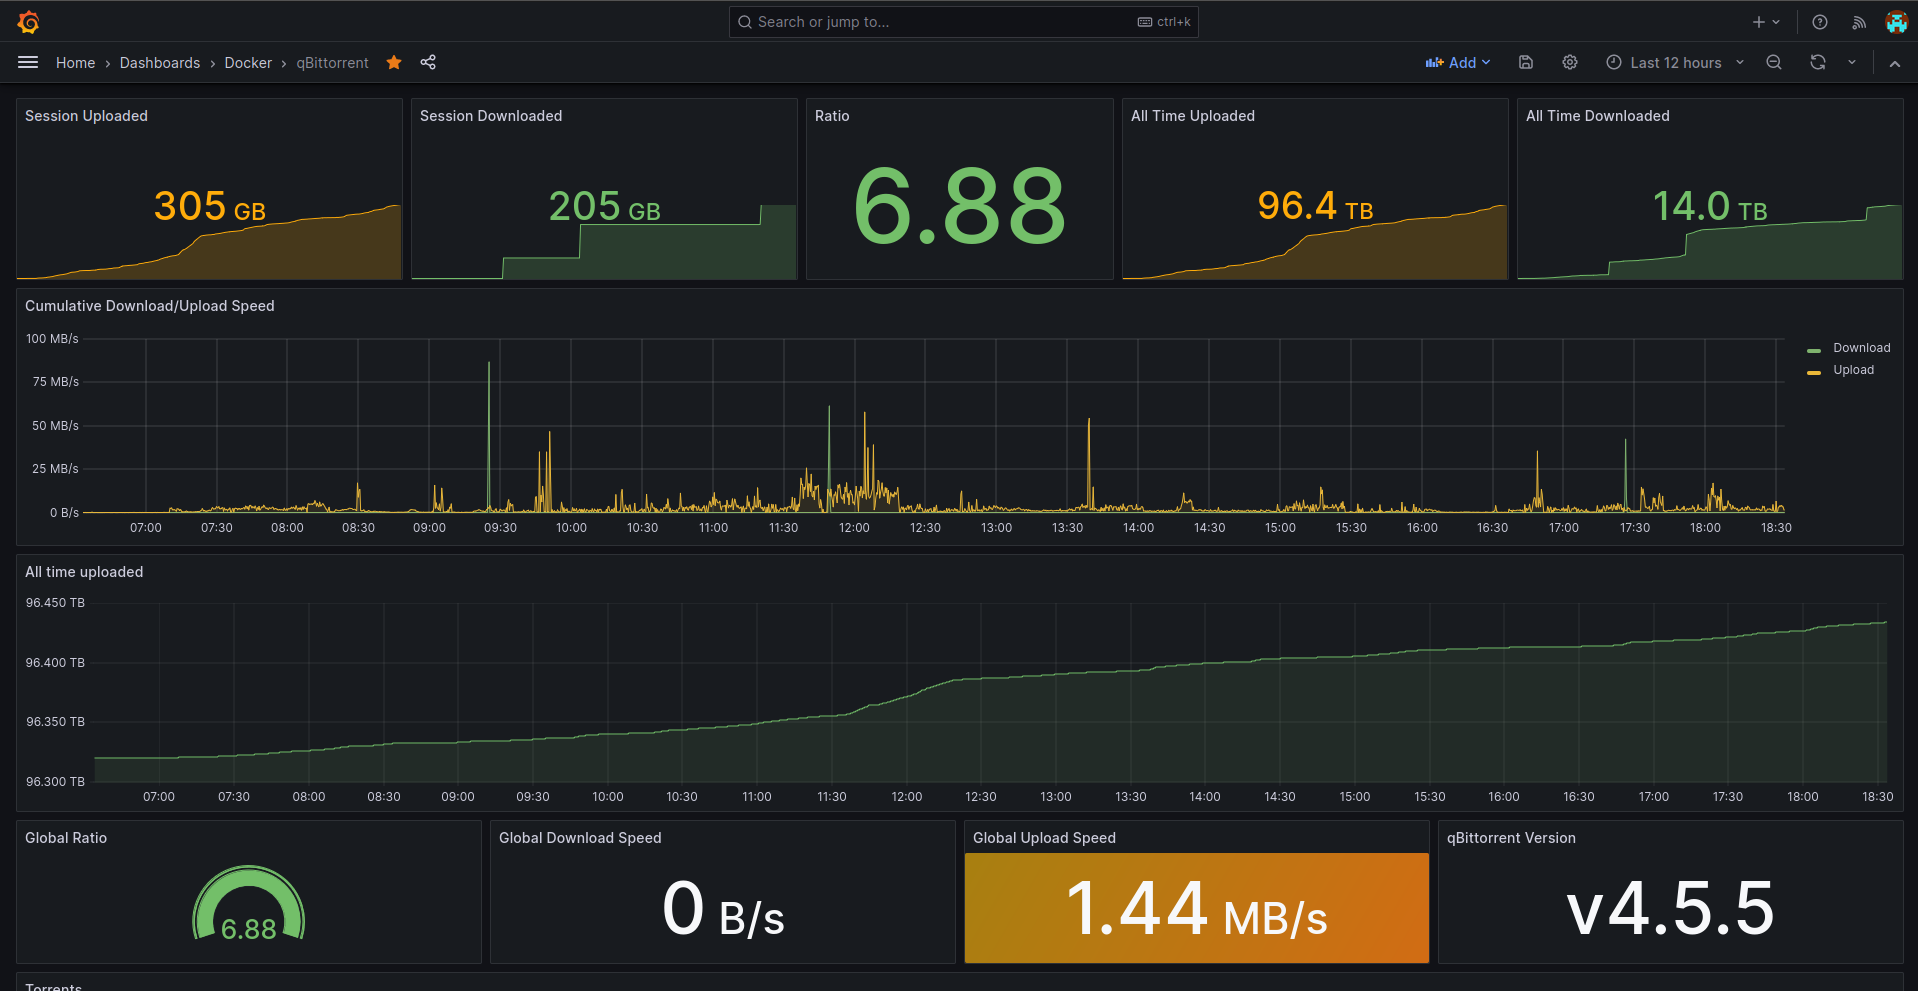 Search or jump to...
ctrl+k
Home › Dashboards › Docker › qBittorrent
Add
Last 12 hours
Session Uploaded
305 GB
Session Downloaded
205 GB
Ratio
6.88
All Time Uploaded
96.4 TB
All Time Downloaded
14.0 TB
Cumulative Download/Upload Speed
100 MB/s
75 MB/s
50 MB/s
25 MB/s
0 B/s
07:00 07:30 08:00 08:30 09:00 09:30 10:00 10:30 11:00 11:30 12:00 12:30 13:00 13:30 14:00 14:30 15:00 15:30 16:00 16:30 17:00 17:30 18:00 18:30
Download
Upload
All time uploaded
96.450 TB
96.400 TB
96.350 TB
96.300 TB
07:00 07:30 08:00 08:30 09:00 09:30 10:00 10:30 11:00 11:30 12:00 12:30 13:00 13:30 14:00 14:30 15:00 15:30 16:00 16:30 17:00 17:30 18:00 18:30
Global Ratio
6.88
Global Download Speed
0 B/s
Global Upload Speed
1.44 MB/s
qBittorrent Version
v4.5.5
Torrents